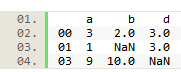 01.     a     b    d
02. 00  3   2.0  3.0
03. 01  1   NaN  3.0
04. 03  9  10.0  NaN